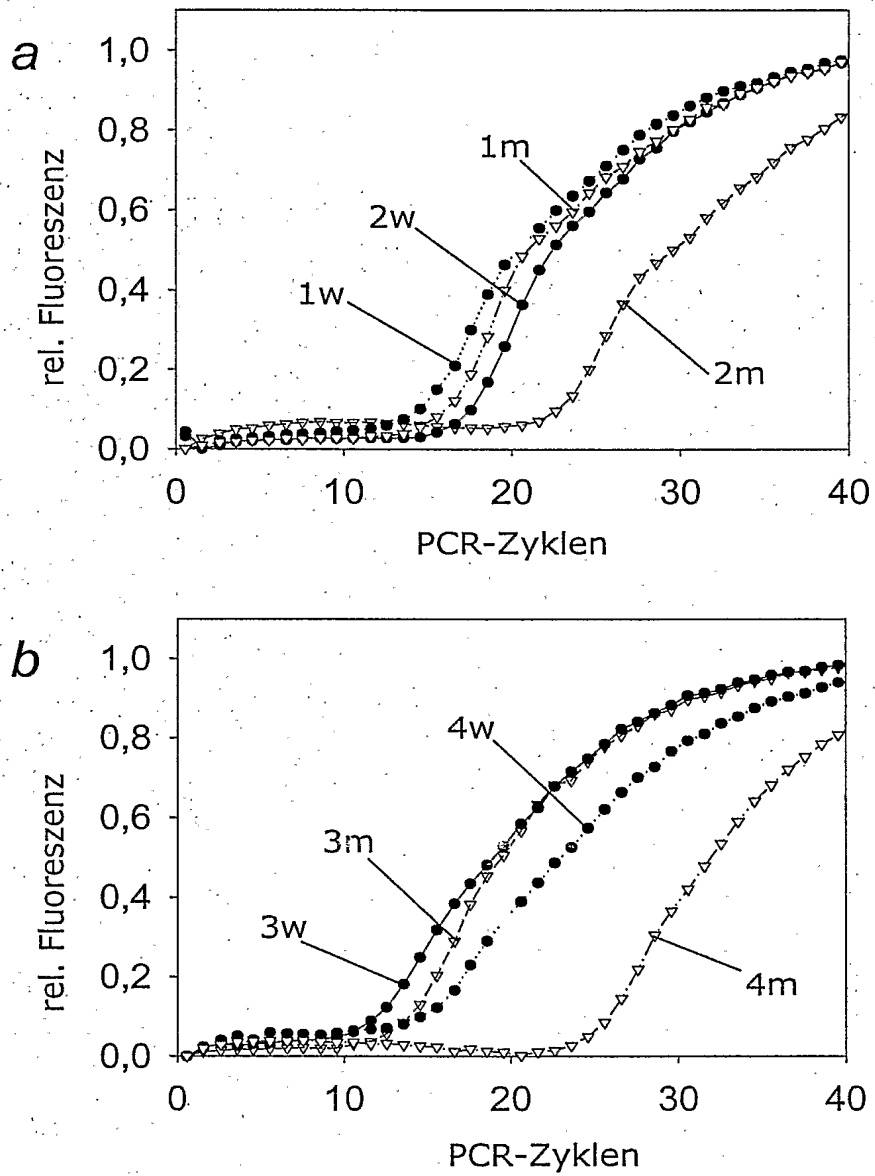 a
rel. Fluoreszenz
1,0
0,8
0,6
0,4
0,2
0,0
1m
2w
1w
2m
0 10 20 30 40
PCR-Zyklen
b
rel. Fluoreszenz
1,0
0,8
0,6
0,4
0,2
0,0
4w
3m
3w
4m
0 10 20 30 40
PCR-Zyklen